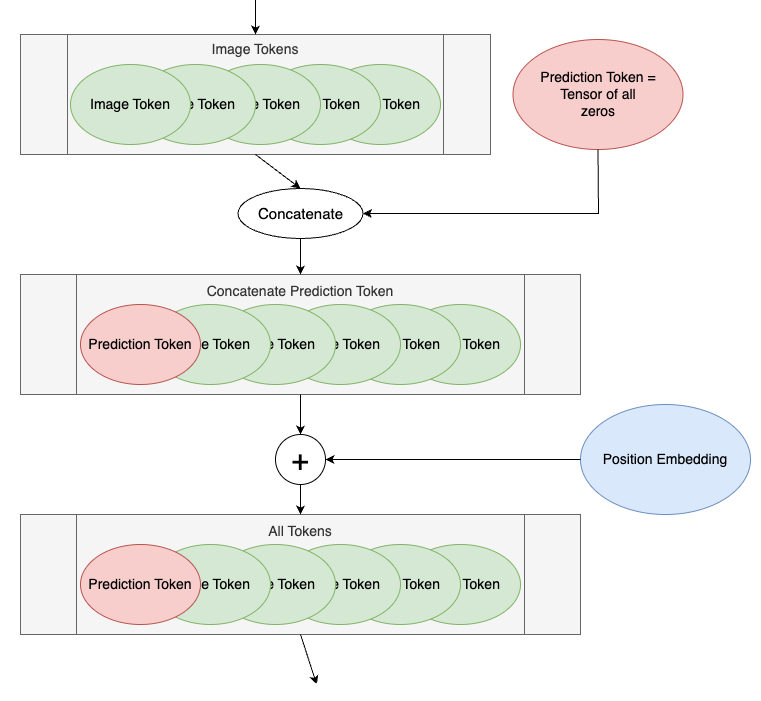 Image Tokens
Image Token
e Token
e Token
Token
Token
Prediction Token =
Tensor of all
zeros
Concatenate
Concatenate Prediction Token
Prediction Token
e Token
e Token
e Token
Token
Token
+
Position Embedding
All Tokens
Prediction Token
e Token
e Token
e Token
Token
Token